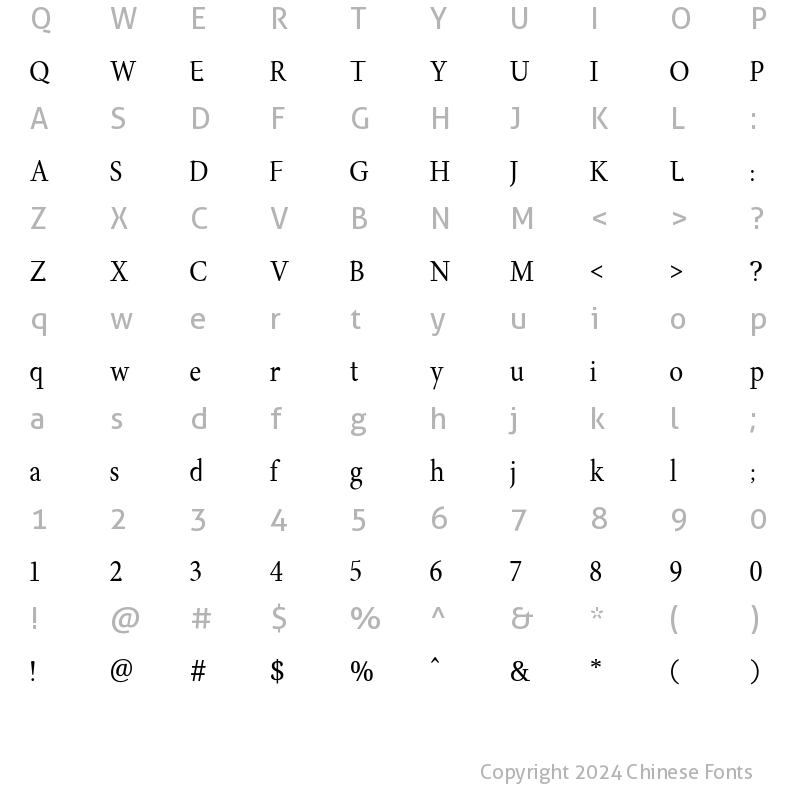 Q W E R T Y U I O P
Q W E R T Y U I O P
A S D F G H J K L :
A S D F G H J K L :
Z X C V B N M < > ?
Z X C V B N M < > ?
q w e r t y u i o p
q w e r t y u i o p
a s d f g h j k l ;
a s d f g h j k l ;
1 2 3 4 5 6 7 8 9 0
1 2 3 4 5 6 7 8 9 0
! @ # $ % ^ & * ( )
! @ # $ % ^ & * ( )
Copyright 2024 Chinese Fonts